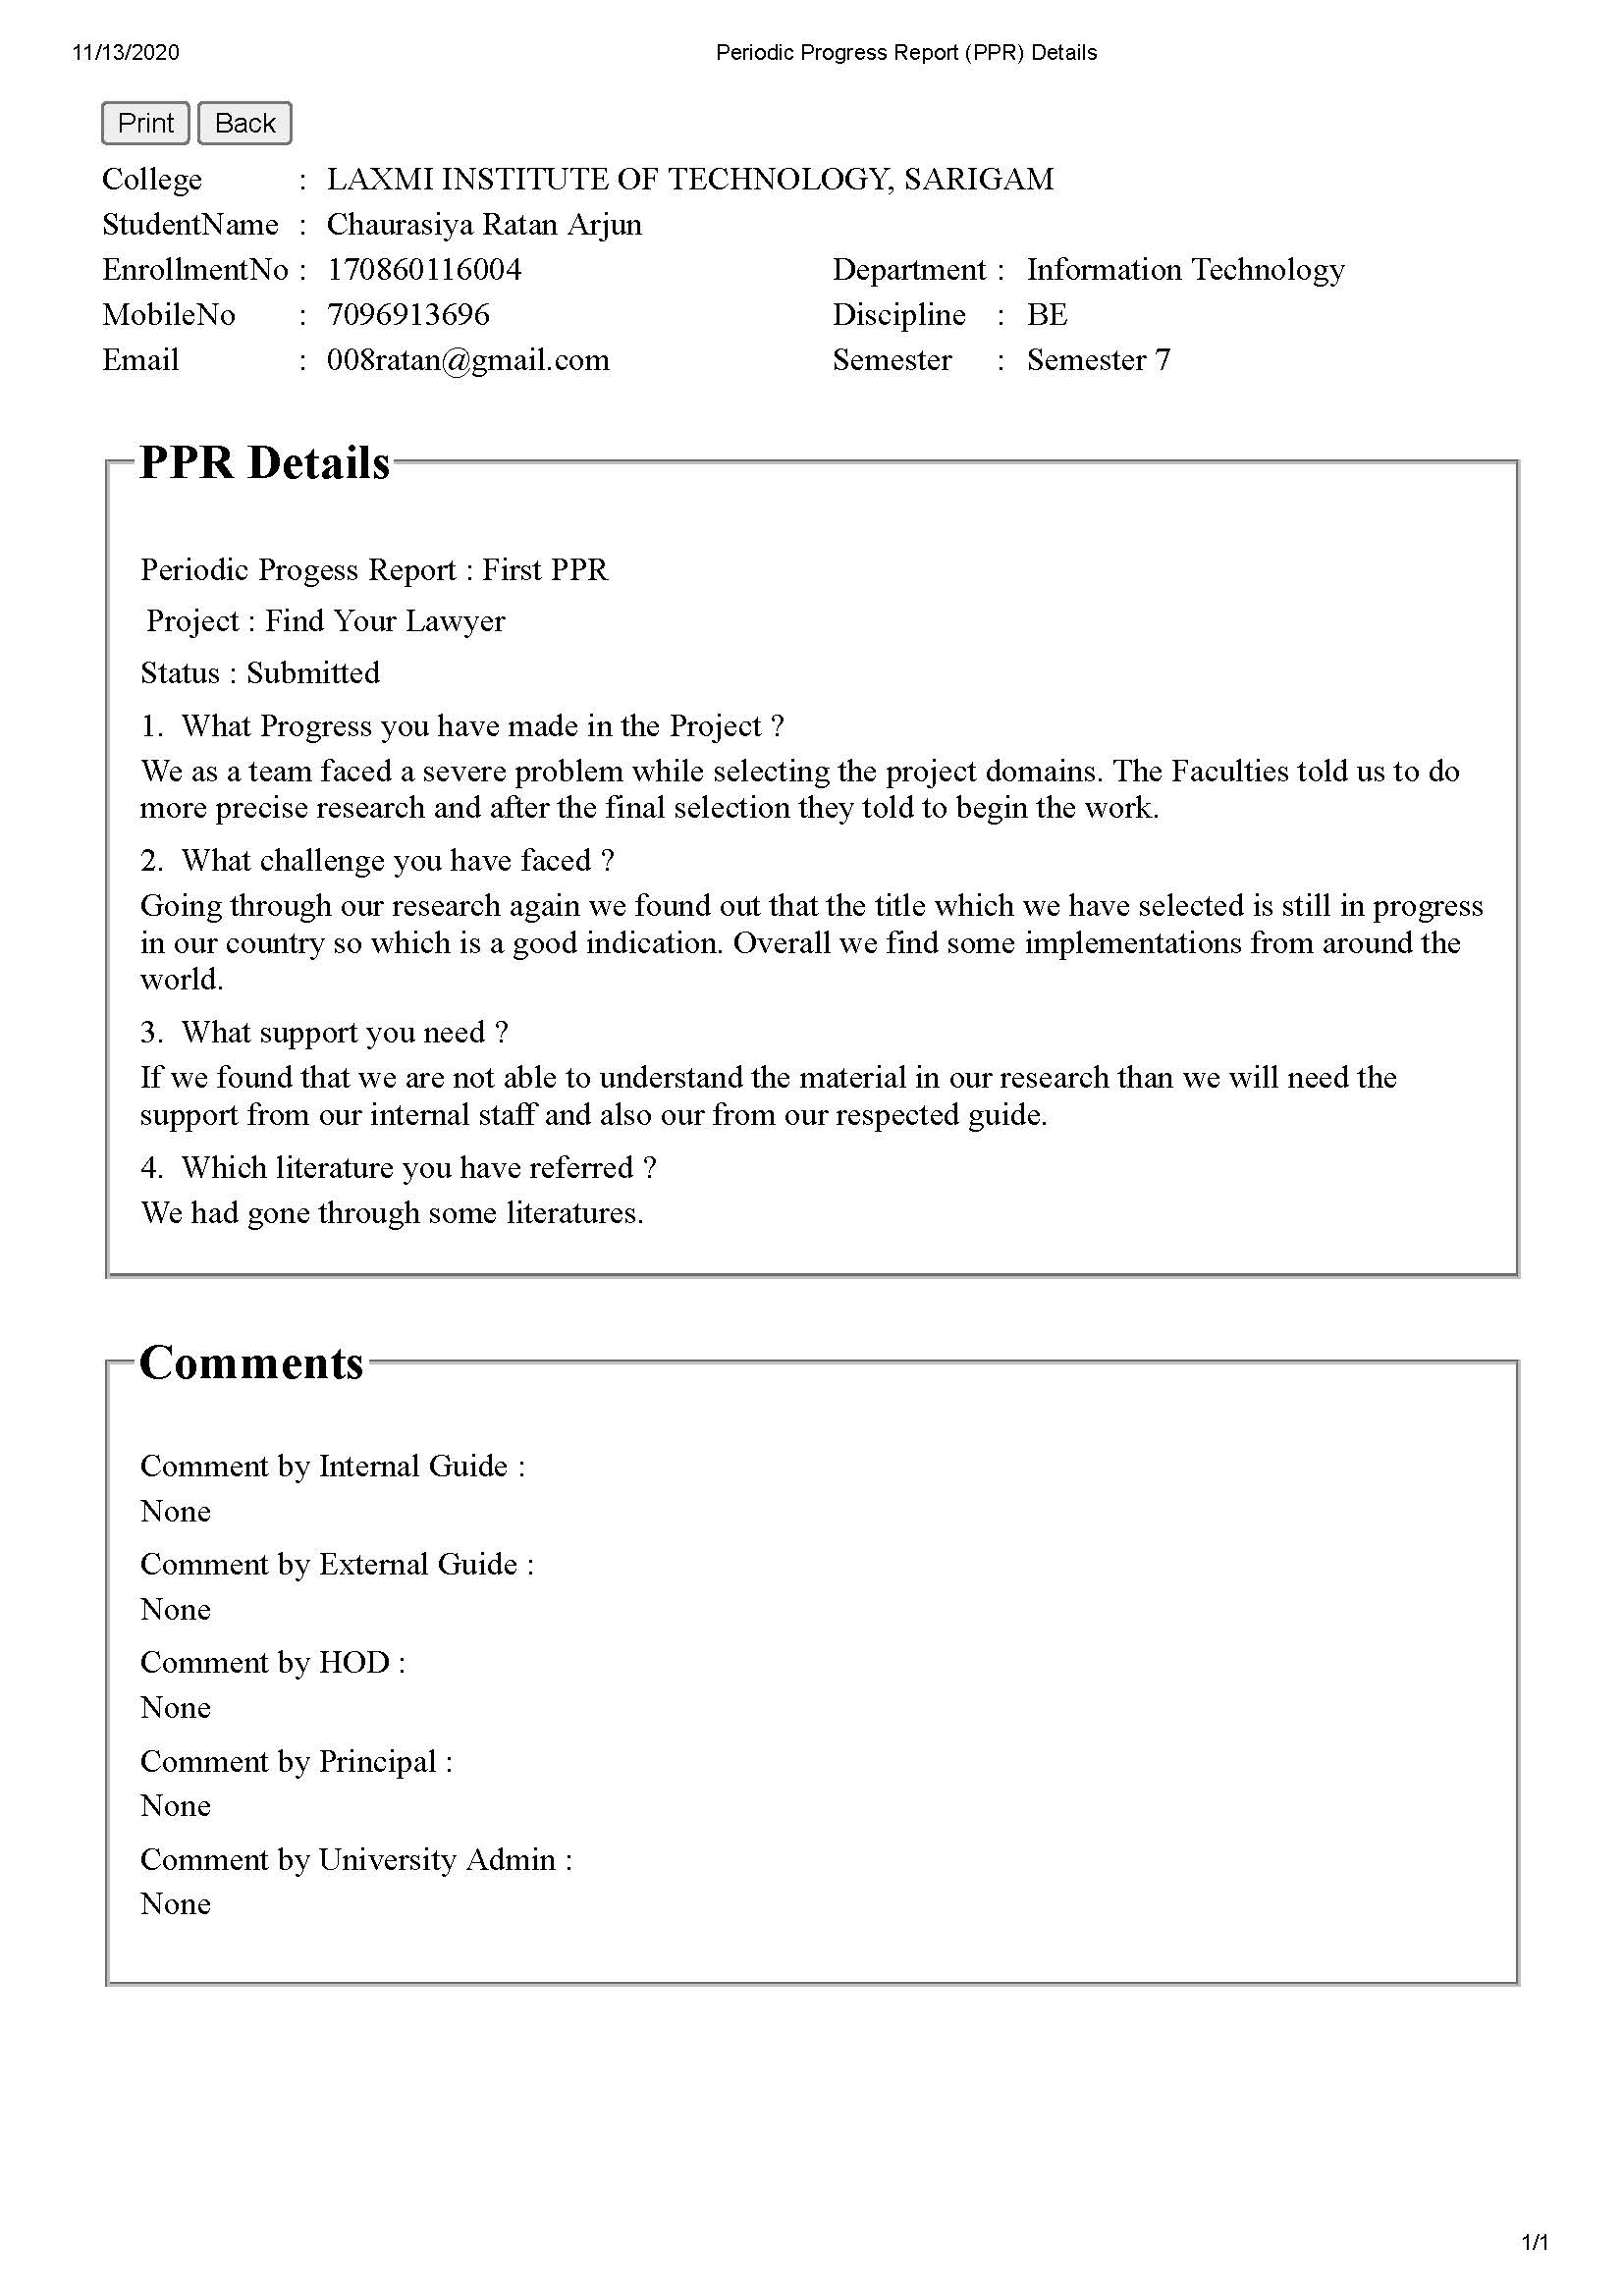 11/13/2020 Periodic Progress Report (PPR) Details
Print Back
College : LAXMI INSTITUTE OF TECHNOLOGY, SARIGAM
StudentName : Chaurasiya Ratan Arjun
EnrollmentNo : 170860116004 Department : Information Technology
MobileNo : 7096913696 Discipline : BE
Email : 008ratan@gmail.com Semester : Semester 7
PPR Details
Periodic Progess Report : First PPR
Project : Find Your Lawyer
Status : Submitted
1. What Progress you have made in the Project ?
We as a team faced a severe problem while selecting the project domains. The Faculties told us to do
more precise research and after the final selection they told to begin the work.
2. What challenge you have faced ?
Going through our research again we found out that the title which we have selected is still in progress
in our country so which is a good indication. Overall we find some implementations from around the
world.
3. What support you need ?
If we found that we are not able to understand the material in our research than we will need the
support from our internal staff and also our from our respected guide.
4. Which literature you have referred ?
We had gone through some literatures.
Comments
Comment by Internal Guide :
None
Comment by External Guide :
None
Comment by HOD :
None
Comment by Principal :
None
Comment by University Admin :
None
1/1